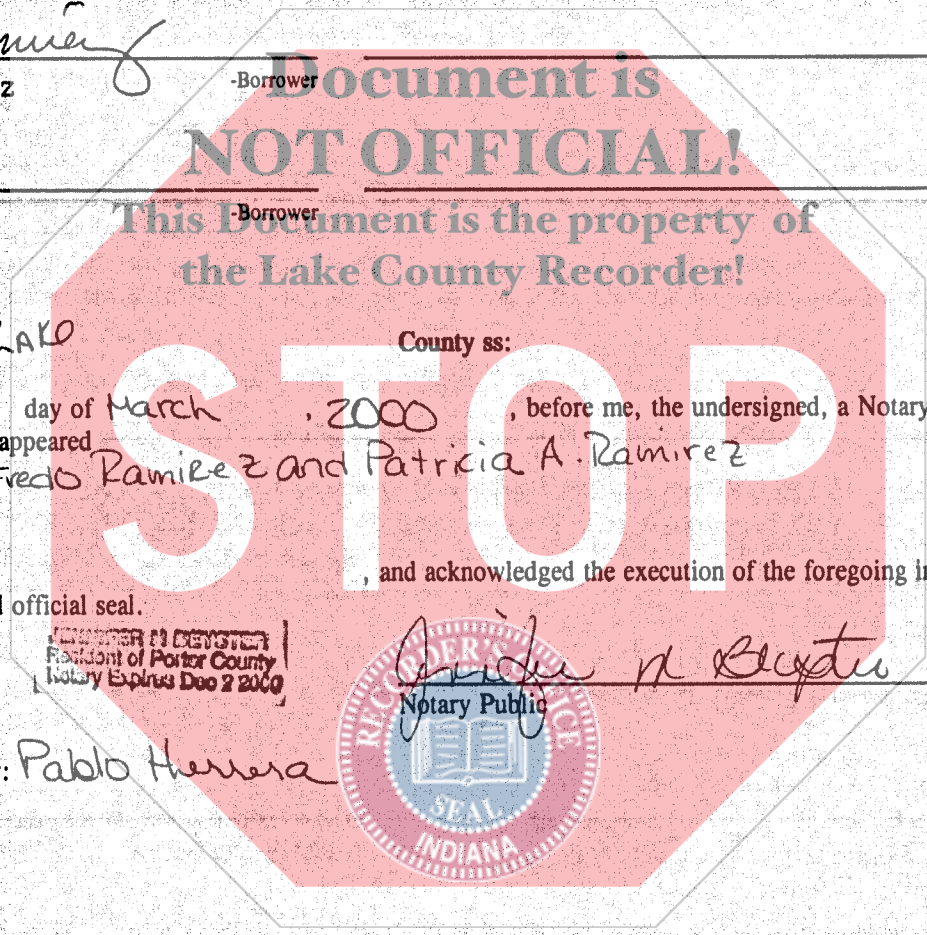 z
-Borrower
Document is
NOT OFFICIAL!
-Borrower
This Document is the property of
the Lake County Recorder!
County ss:
STOP
day of March , 2000 , before me, the undersigned, a Notary
appeared
redo Ramirez and Patricia A. Ramirez
, and acknowledged the execution of the foregoing in
official seal.
BEYSTER
Resident of Porter County
Notary Expires Dec 2 2000
Notary Public
: Pablo Herrera
RECORDER'S OFFICE
SEAL
INDIANA